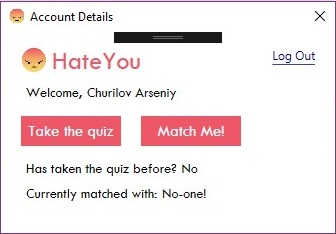 Account Details
HateYou
Log Out
Welcome, Churilov Arseniy
Take the quiz
Match Me!
Has taken the quiz before? No
Currently matched with: No-one!